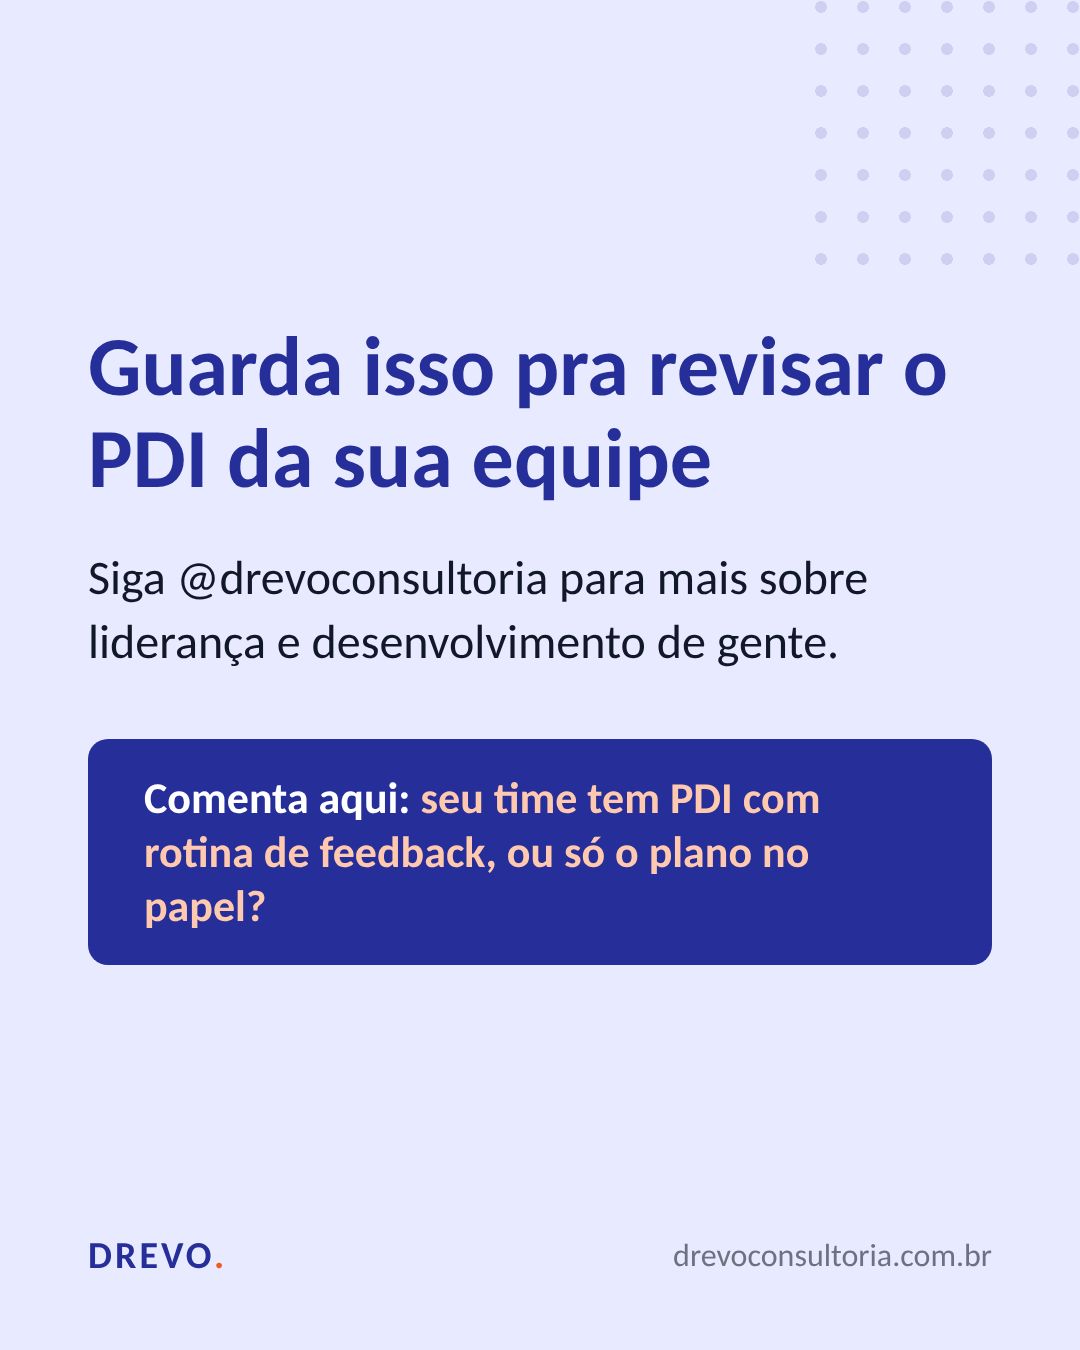 Guarda isso pra revisar o
PDI da sua equipe
Siga @drevoconsultoria para mais sobre
liderança e desenvolvimento de gente.
Comenta aqui: seu time tem PDI com
rotina de feedback, ou só o plano no
papel?
DREVO.
drevoconsultoria.com.br